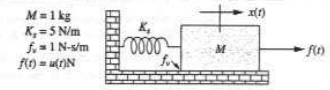 M = 1 kg
K_s = 5 N/m
f_v = 1 N-s/m
f(t) = u(t)N
x(t)
K_s
M
f_v
f(t)